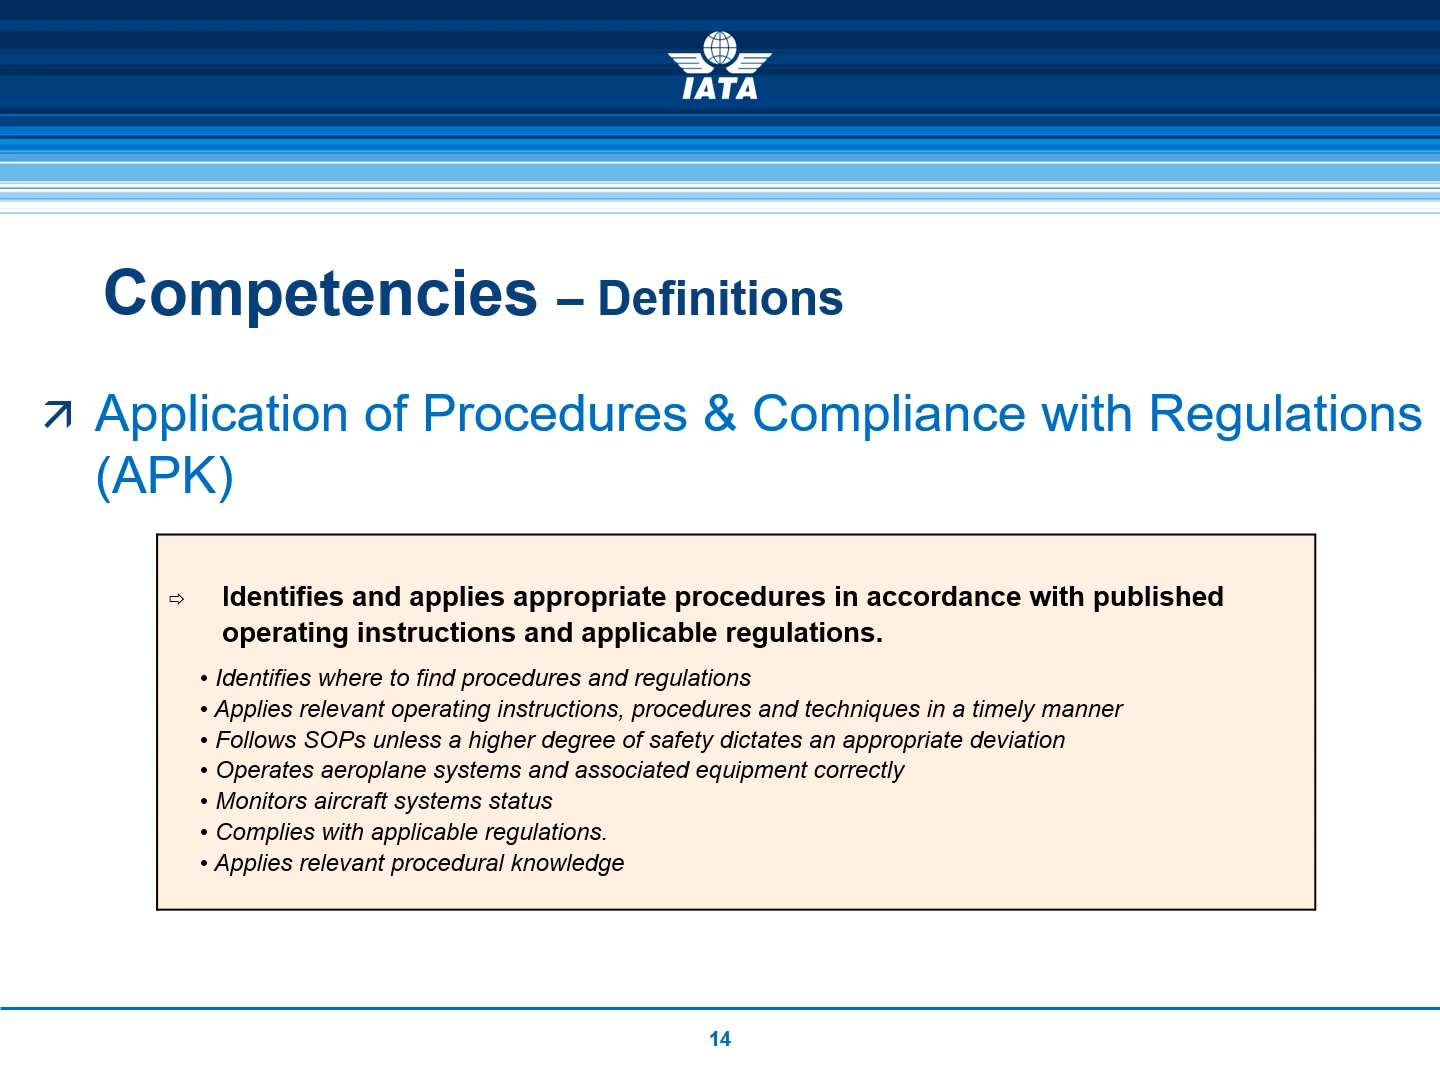 IATA
Competencies – Definitions
Application of Procedures & Compliance with Regulations
(APK)
⇨ Identifies and applies appropriate procedures in accordance with published
operating instructions and applicable regulations.
• Identifies where to find procedures and regulations
• Applies relevant operating instructions, procedures and techniques in a timely manner
• Follows SOPs unless a higher degree of safety dictates an appropriate deviation
• Operates aeroplane systems and associated equipment correctly
• Monitors aircraft systems status
• Complies with applicable regulations.
• Applies relevant procedural knowledge
14